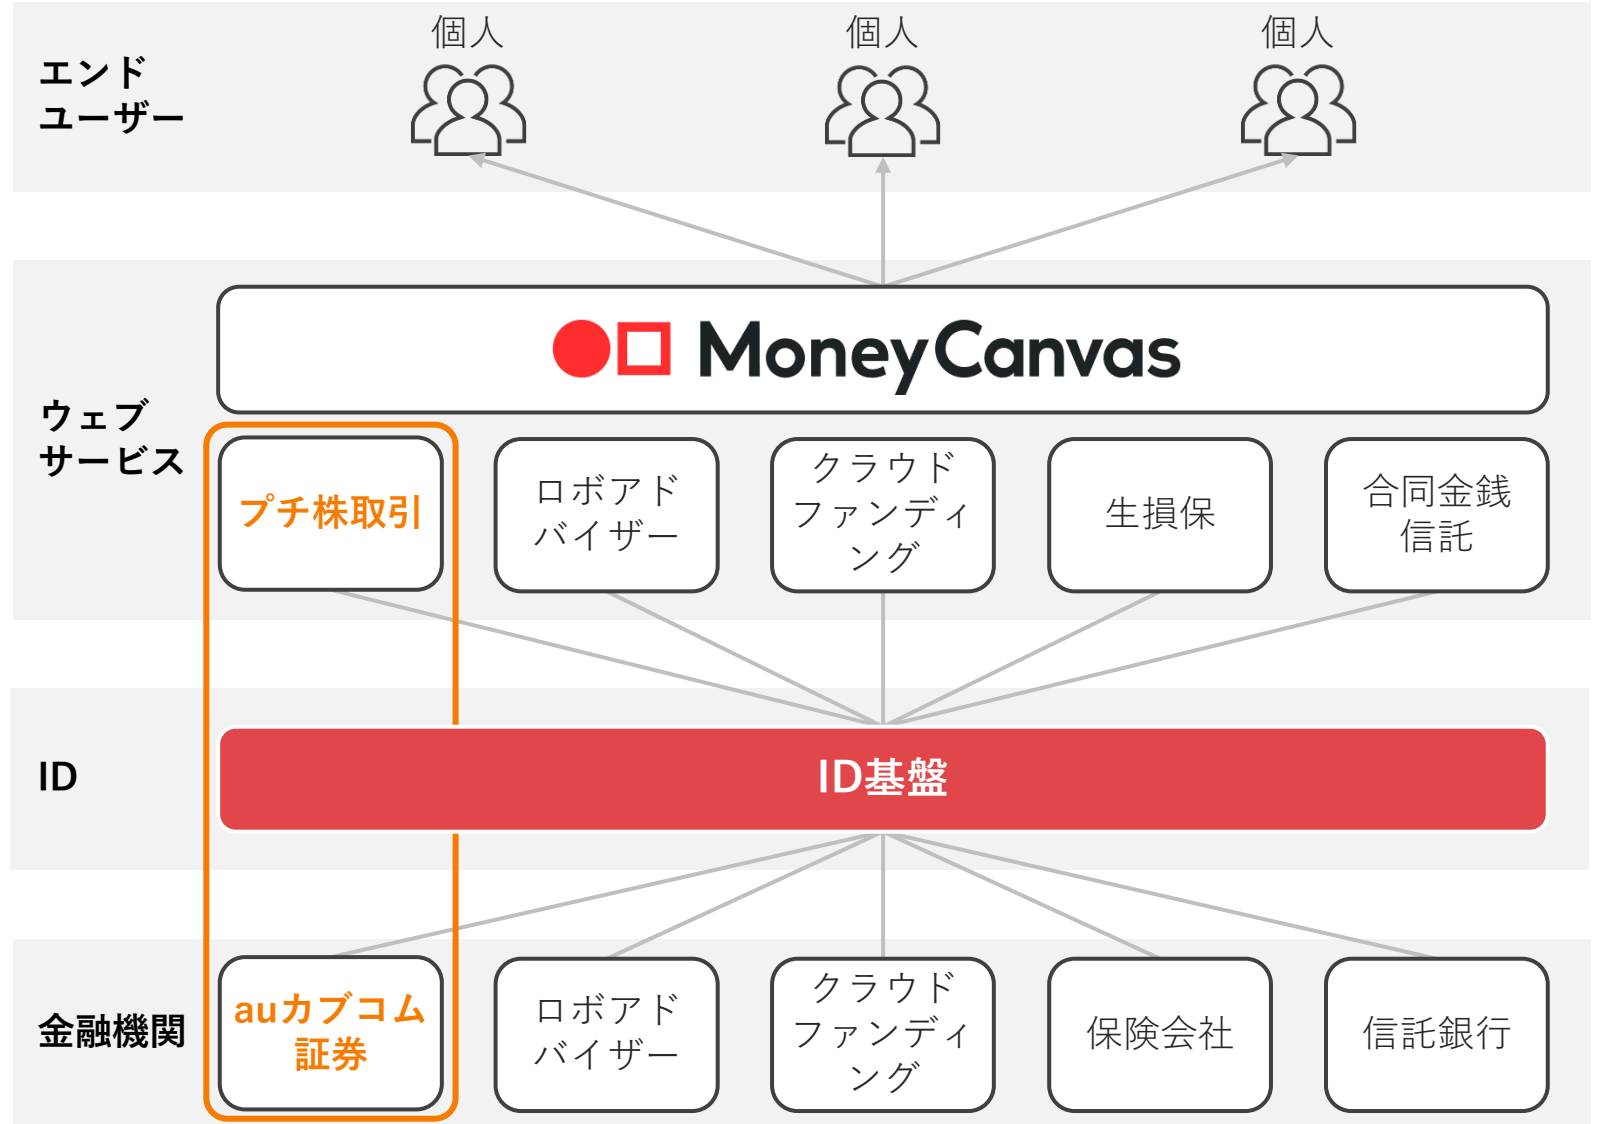 エンド
ユーザー
個人
個人
個人
ウェブ
サービス
MoneyCanvas
プチ株取引
ロボアド
バイザー
クラウド
ファンディ
ング
生損保
合同金銭
信託
ID
ID基盤
金融機関
auカブコム
証券
ロボアド
バイザー
クラウド
ファンディ
ング
保険会社
信託銀行